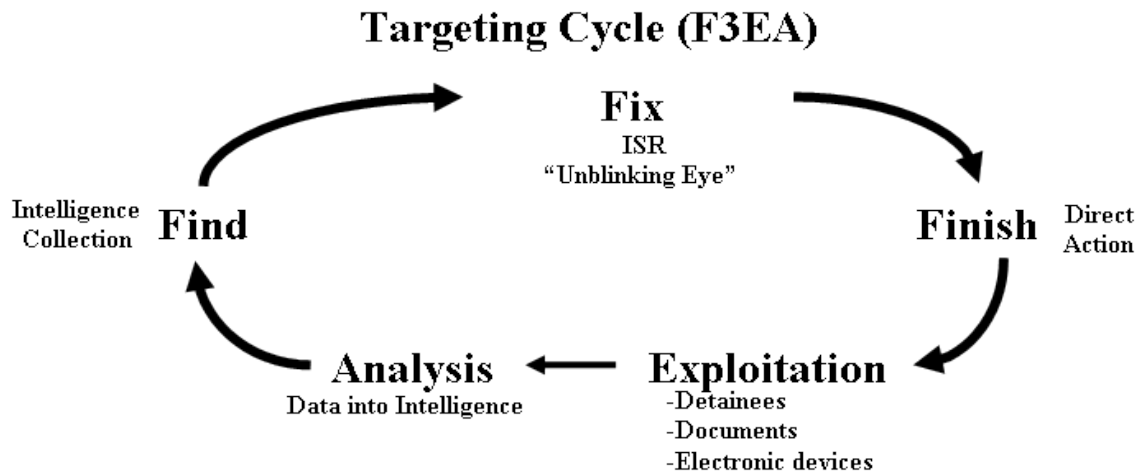 Targeting Cycle (F3EA)
Fix
ISR
“Unblinking Eye”
Intelligence
Collection
Find
Finish
Direct
Action
Analysis
Data into Intelligence
Exploitation
-Detainees
-Documents
-Electronic devices